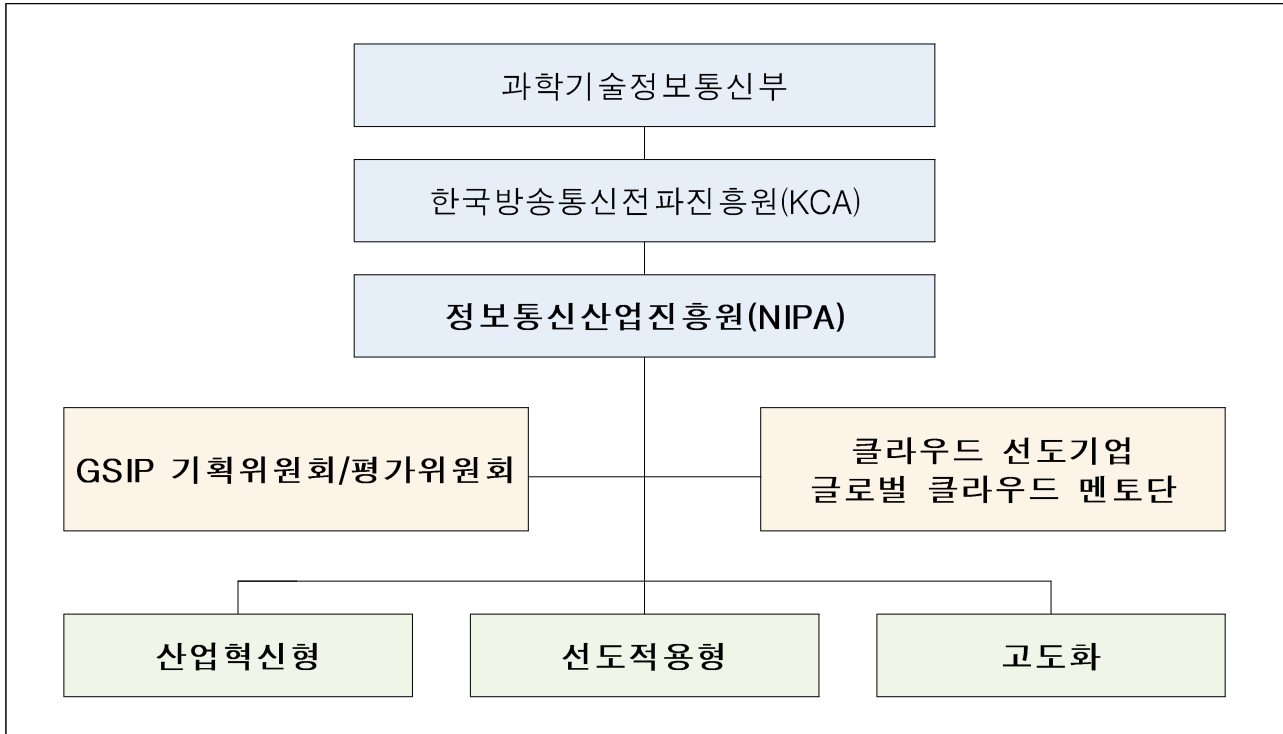 과학기술정보통신부
한국방송통신전파진흥원(KCA)
정보통신산업진흥원(NIPA)
GSIP 기획위원회/평가위원회
클라우드 선도기업
글로벌 클라우드 멘토단
산업혁신형
선도적용형
고도화